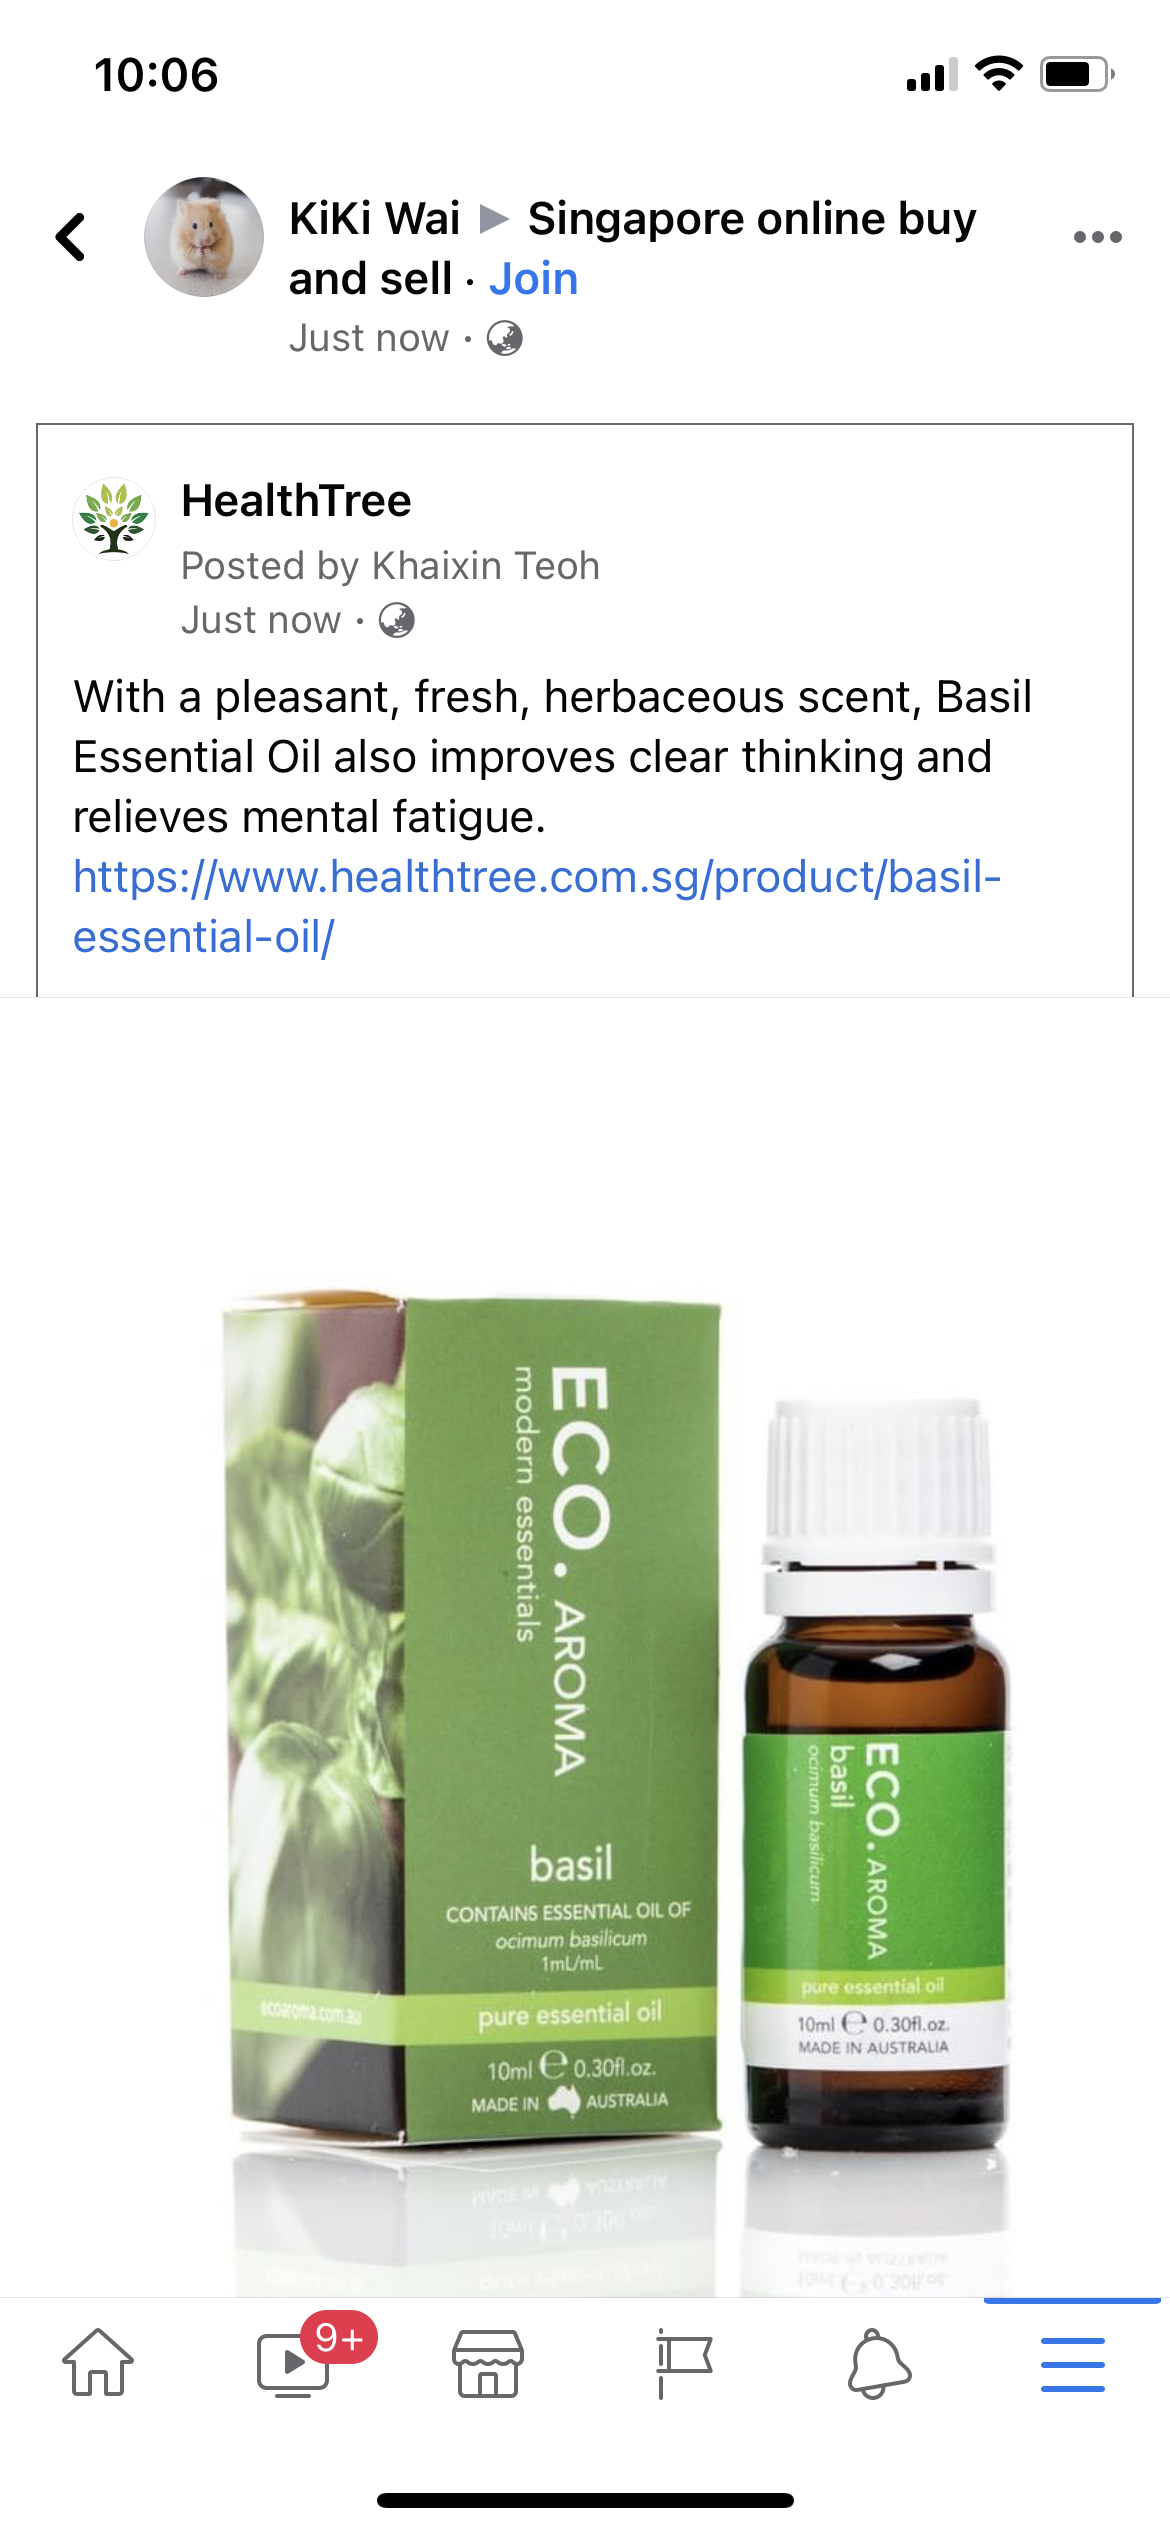 10:06
KiKi Wai ▶ Singapore online buy
and sell · Join
Just now ·
HealthTree
Posted by Khaixin Teoh
Just now ·
With a pleasant, fresh, herbaceous scent, Basil
Essential Oil also improves clear thinking and
relieves mental fatigue.
https://www.healthtree.com.sg/product/basil-
essential-oil/
ECO. AROMA
modern essentials
basil
CONTAINS ESSENTIAL OIL OF
ocimum basilicum
1mL/mL
ecoaroma.com.au
pure essential oil
10ml ℮ 0.30fl.oz.
MADE IN AUSTRALIA
ECO. AROMA
basil
ocimum basilicum
pure essential oil
10ml ℮ 0.30fl.oz.
MADE IN AUSTRALIA
9+